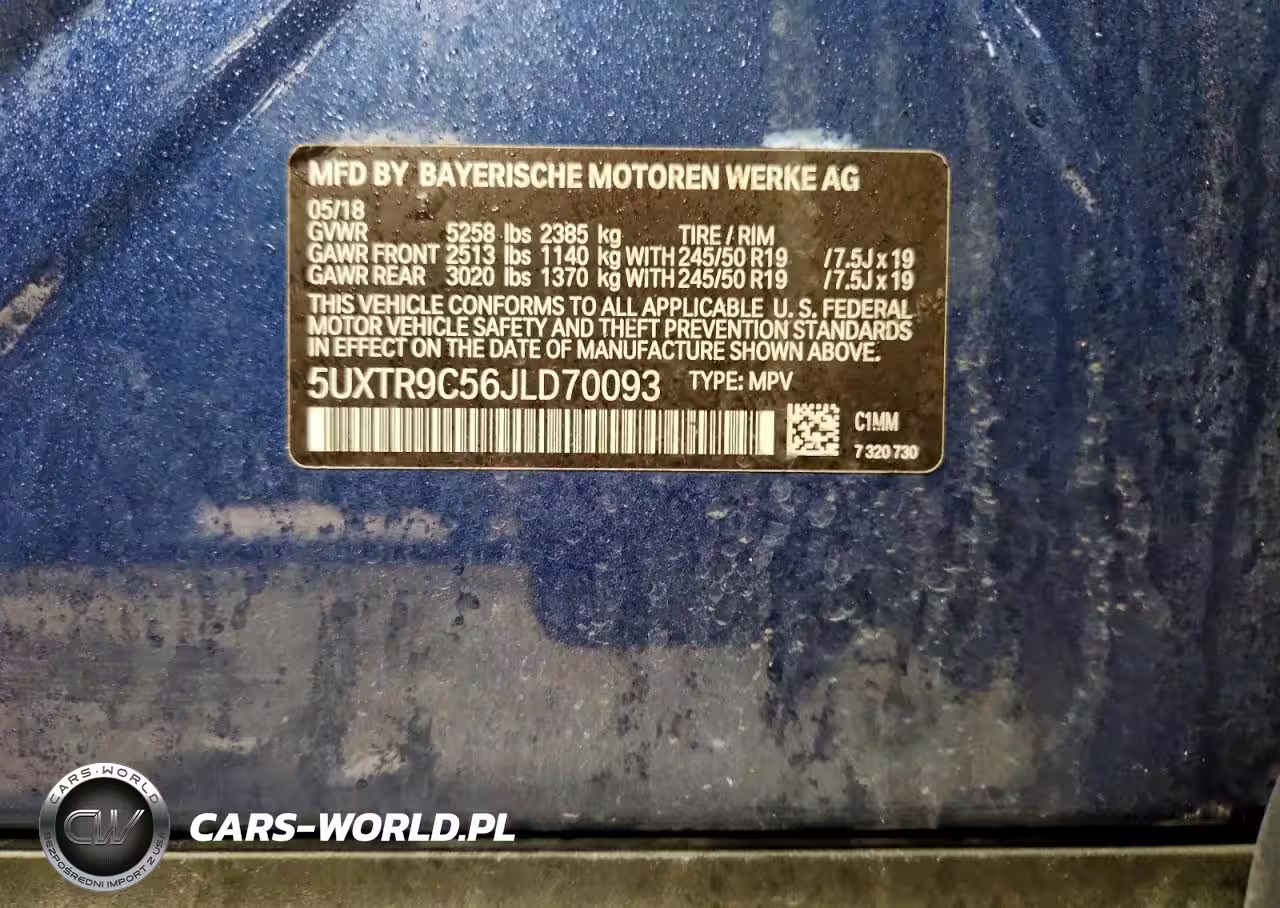 MFD BY BAYERISCHE MOTOREN WERKE AG
05/18
GVWR 5258 lbs 2385 kg TIRE / RIM
GAWR FRONT 2513 lbs 1140 kg WITH 245/50 R19 /7.5J x 19
GAWR REAR 3020 lbs 1370 kg WITH 245/50 R19 /7.5J x 19
THIS VEHICLE CONFORMS TO ALL APPLICABLE U. S. FEDERAL
MOTOR VEHICLE SAFETY AND THEFT PREVENTION STANDARDS
IN EFFECT ON THE DATE OF MANUFACTURE SHOWN ABOVE.
5UXTR9C56JLD70093 TYPE: MPV
C1MM
7 320 730
CARS-WORLD
CW
BEZPOŚREDNI IMPORT Z USA
CARS-WORLD.PL